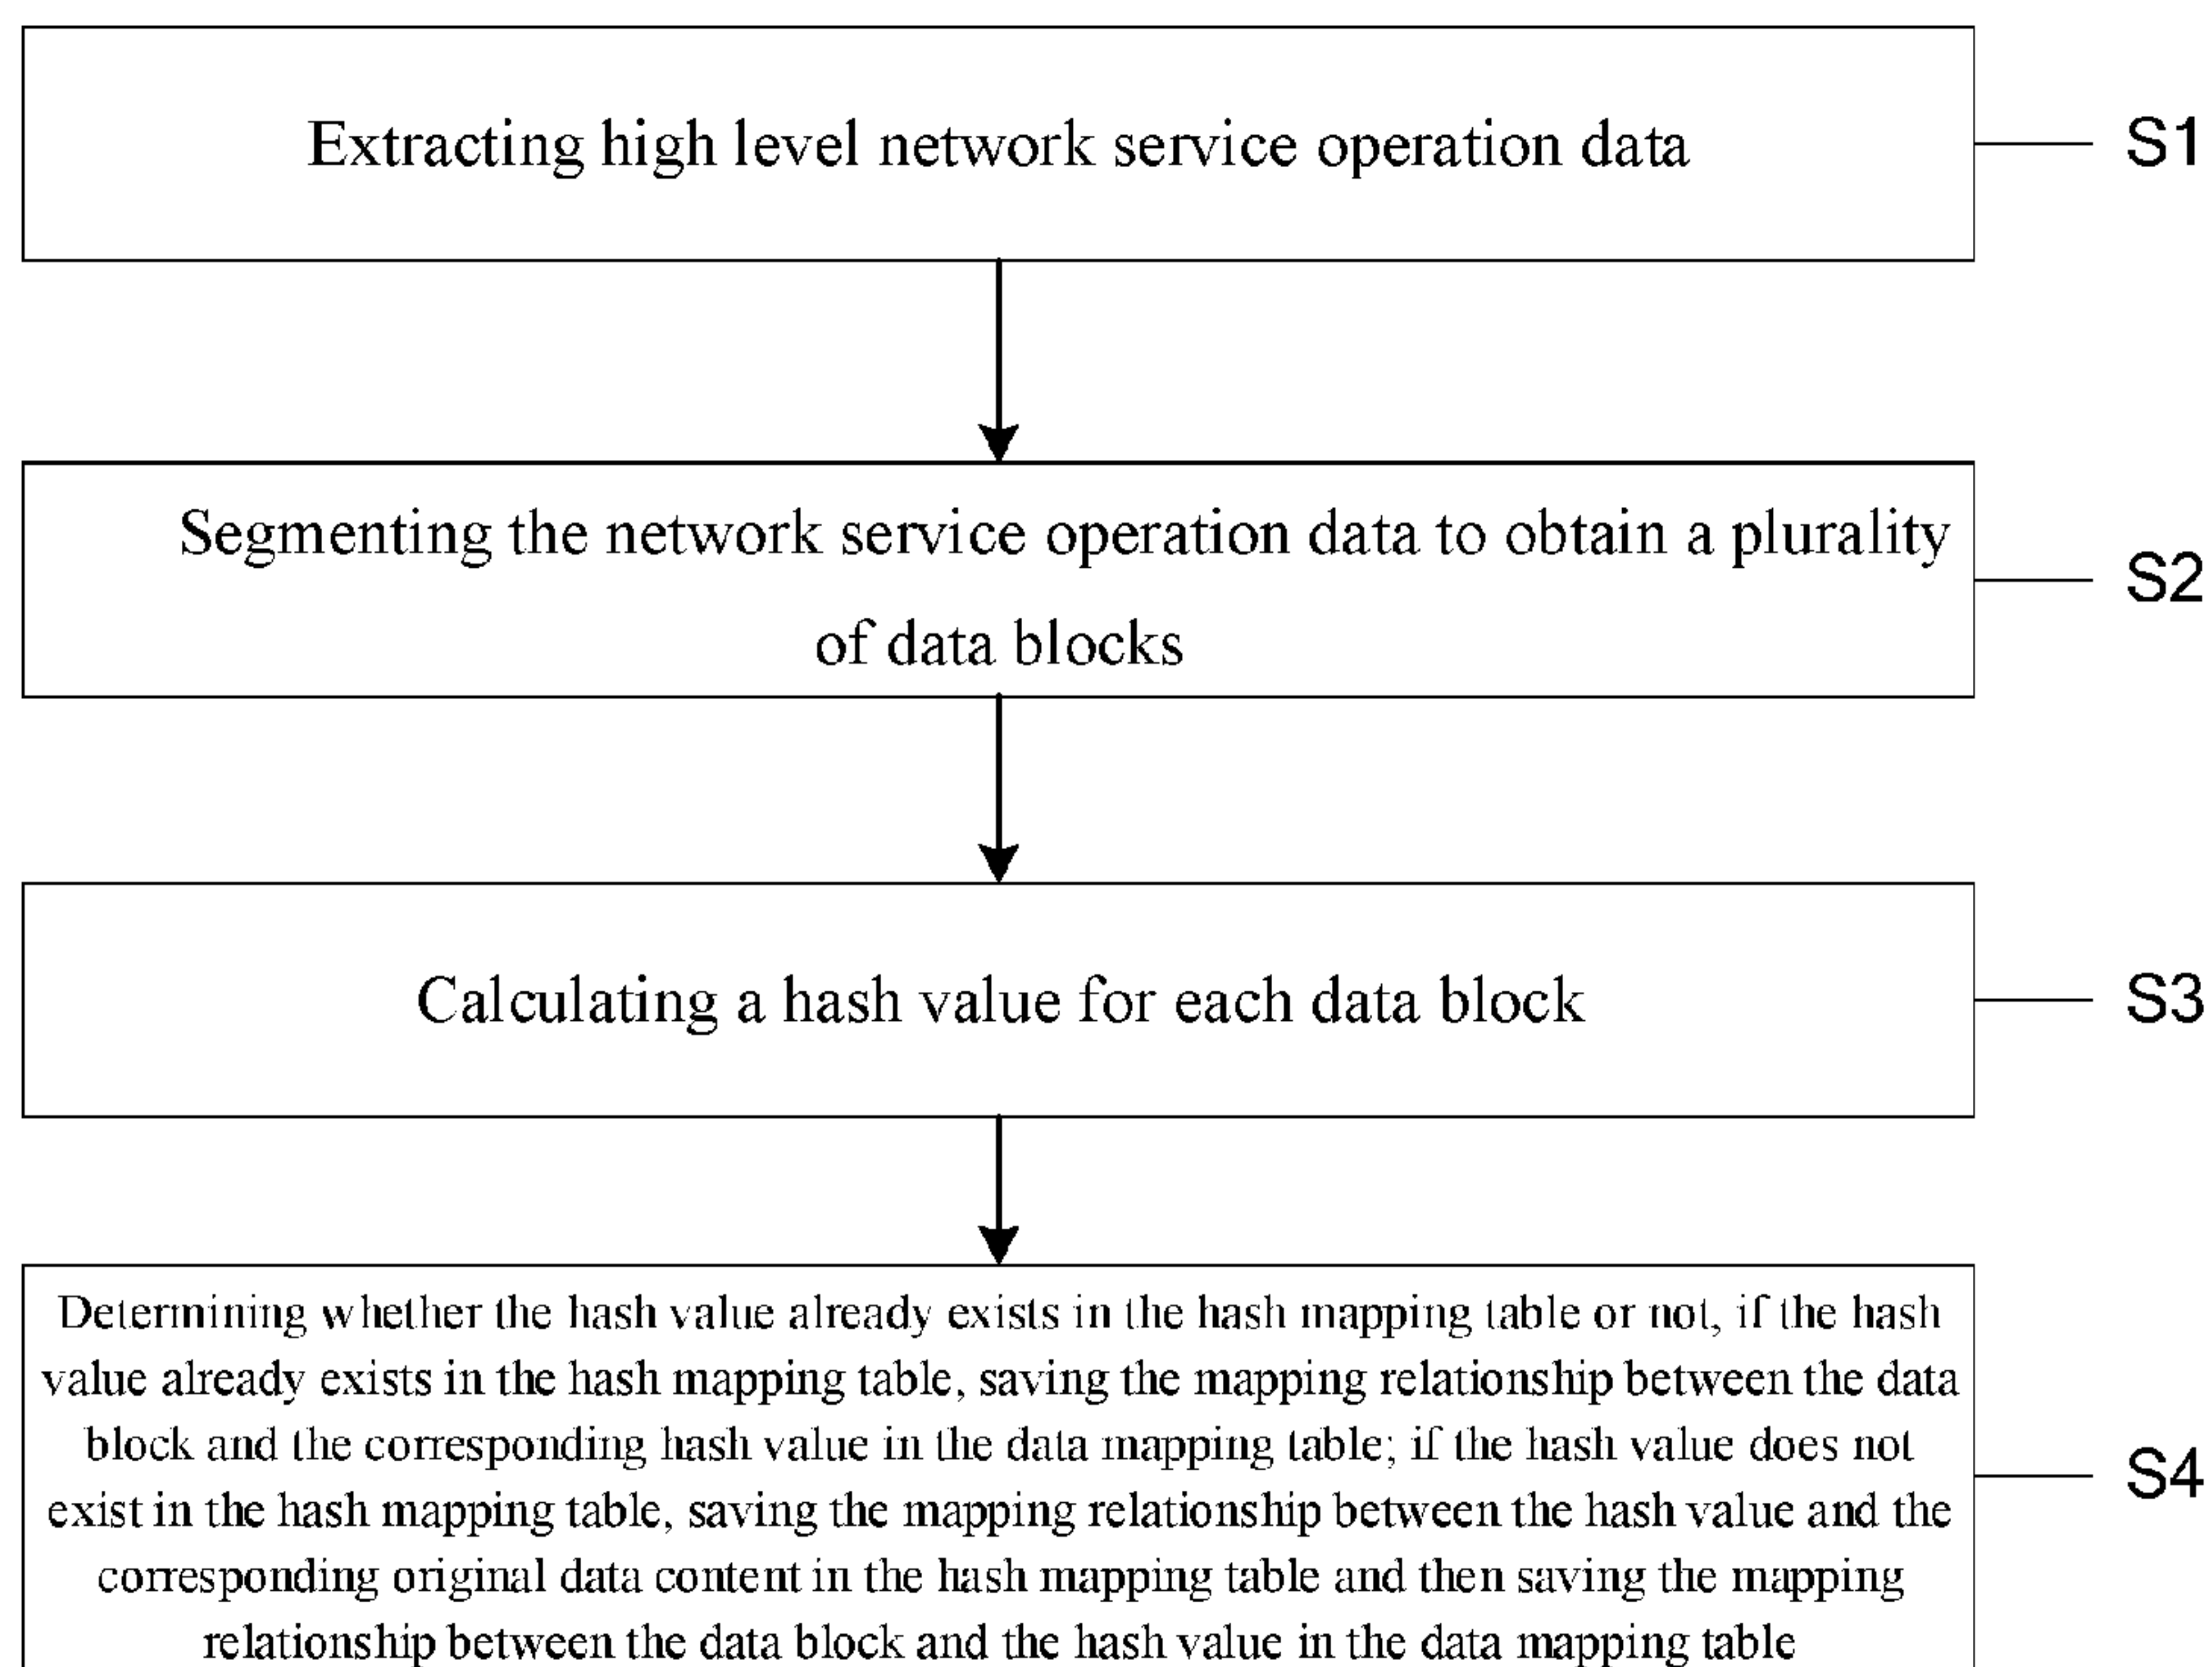 Extracting high level network service operation data
S1
Segmenting the network service operation data to obtain a plurality
of data blocks
S2
Calculating a hash value for each data block
S3
Determining whether the hash value already exists in the hash mapping table or not, if the hash
value already exists in the hash mapping table, saving the mapping relationship between the data
block and the corresponding hash value in the data mapping table; if the hash value does not
exist in the hash mapping table, saving the mapping relationship between the hash value and the
corresponding original data content in the hash mapping table and then saving the mapping
relationship between the data block and the hash value in the data mapping table
S4